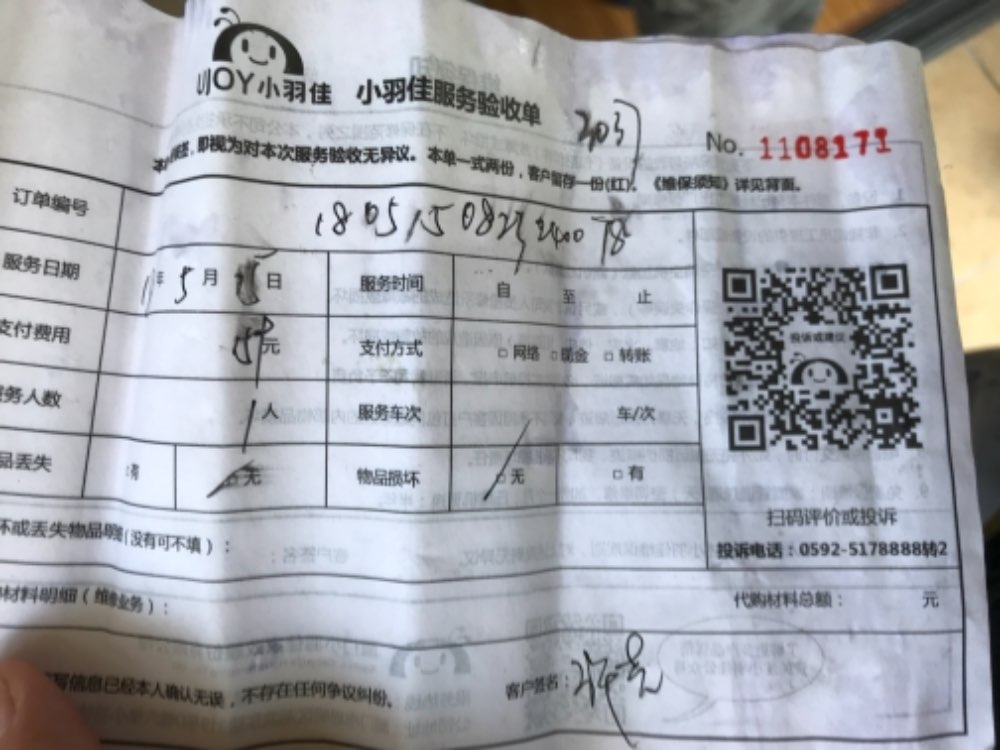 UJOY小羽佳 小羽佳服务验收单
No. 1108171
即视为对本次服务验收无异议。本单一式两份，客户留存一份(红)。《维保须知》详见背面。
订单编号 18051508
服务日期 年 5 月 日 服务时间 自 至 止
支付费用 元 支付方式 □网络 □现金 □转账
务人数 1 人 服务车次 车/次
品丢失 □有 □无 物品损坏 □无 □有
扫码评价或投诉
投诉或建议
坏或丢失物品明细(没有可不填)：
投诉电话：0592-5178888转2
材料明细(维修业务)： 代购材料总额： 元
写信息已经本人确认无误，不存在任何争议纠纷。 客户签名：